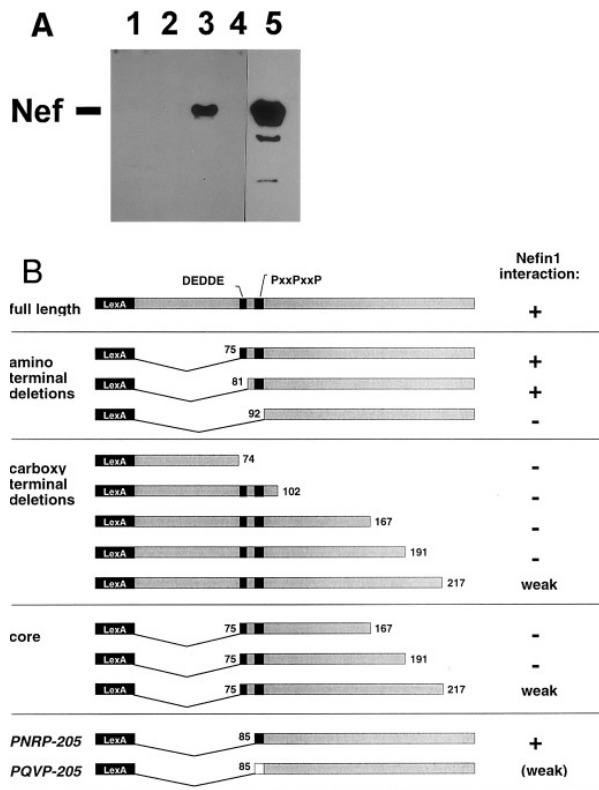 A 1 2 3 4 5
Nef
B
DEDDE PxxPxxP Nefin1 interaction:
full length LexA +
amino terminal deletions
LexA 75 +
LexA 81 +
LexA 92 -
carboxy terminal deletions
LexA 74 -
LexA 102 -
LexA 167 -
LexA 191 -
LexA 217 weak
core
LexA 75 167 -
LexA 75 191 -
LexA 75 217 weak
PNRP-205 LexA 85 +
PQVP-205 LexA 85 (weak)